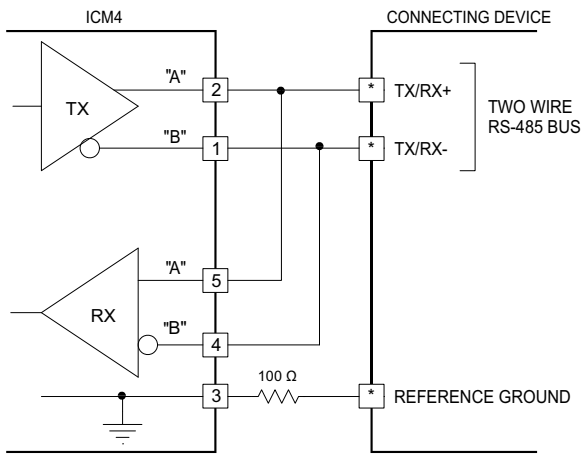 ICM4
CONNECTING DEVICE
"A"
2
*
TX/RX+
TX
TWO WIRE
RS-485 BUS
"B"
1
*
TX/RX-
"A"
5
RX
"B"
4
100 Ω
3
*
REFERENCE GROUND